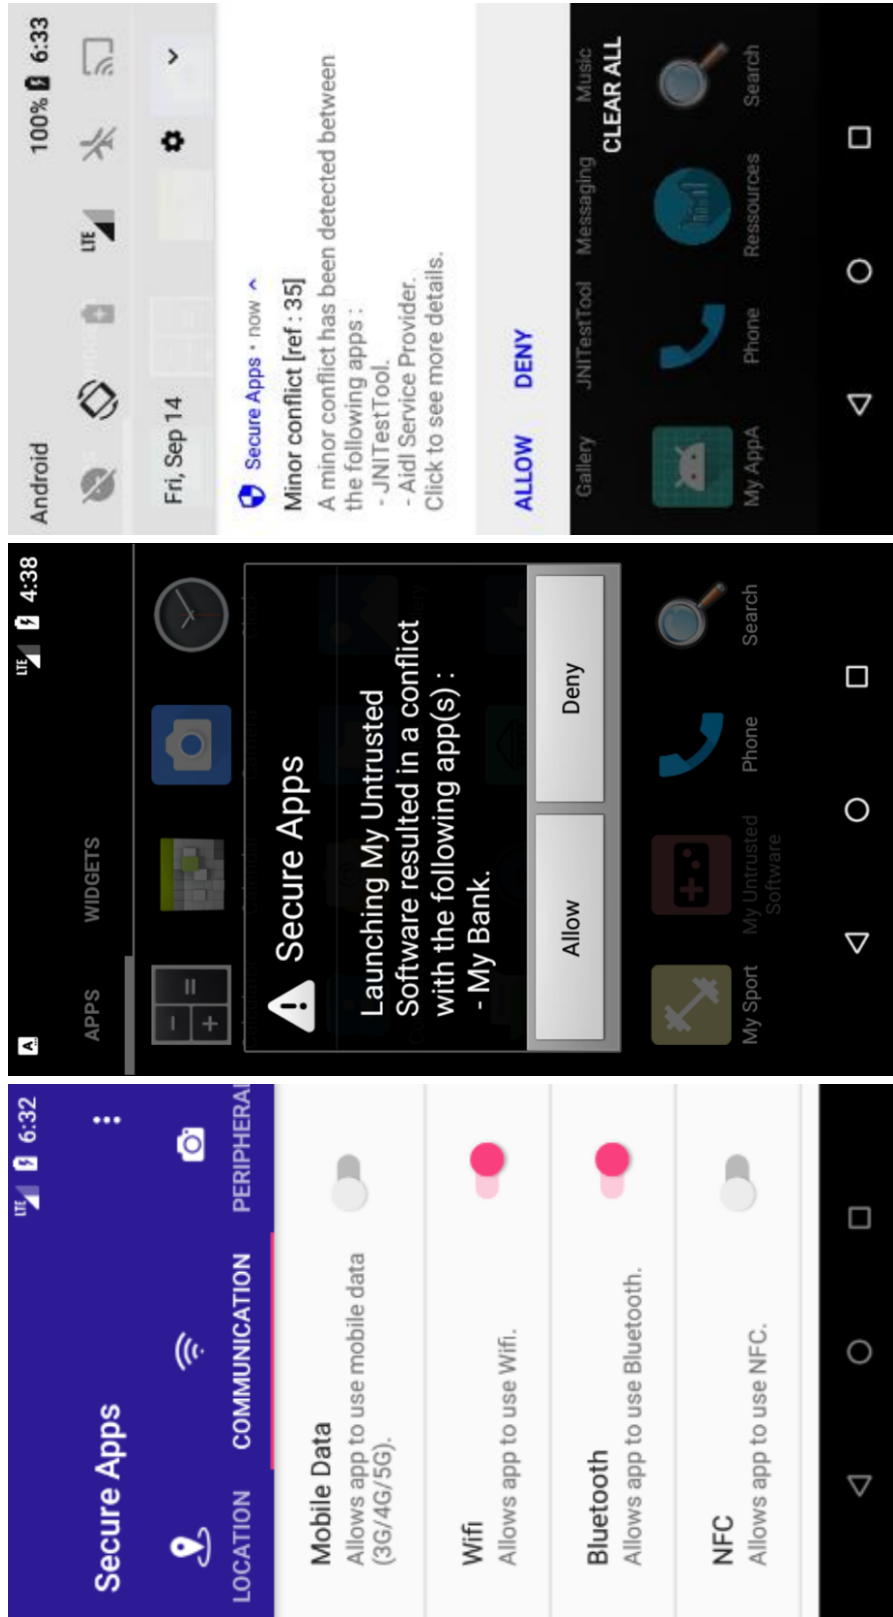 LTE 6:32
Secure Apps
LOCATION COMMUNICATION PERIPHERAL
Mobile Data
Allows app to use mobile data
(3G/4G/5G).
Wifi
Allows app to use Wifi.
Bluetooth
Allows app to use Bluetooth.
NFC
Allows app to use NFC.
A LTE 4:38
APPS WIDGETS
Secure Apps
Launching My Untrusted
Software resulted in a conflict
with the following app(s) :
- My Bank.
Allow Deny
My Sport My Untrusted Phone Search
Software
Android 100% 6:33
LTE
Fri, Sep 14
Secure Apps • now
Minor conflict [ref : 35]
A minor conflict has been detected between
the following apps :
- JNITestTool.
- Aidl Service Provider.
Click to see more details.
ALLOW DENY
Gallery JNITestTool Messaging Music
CLEAR ALL
My AppA Phone Ressources Search